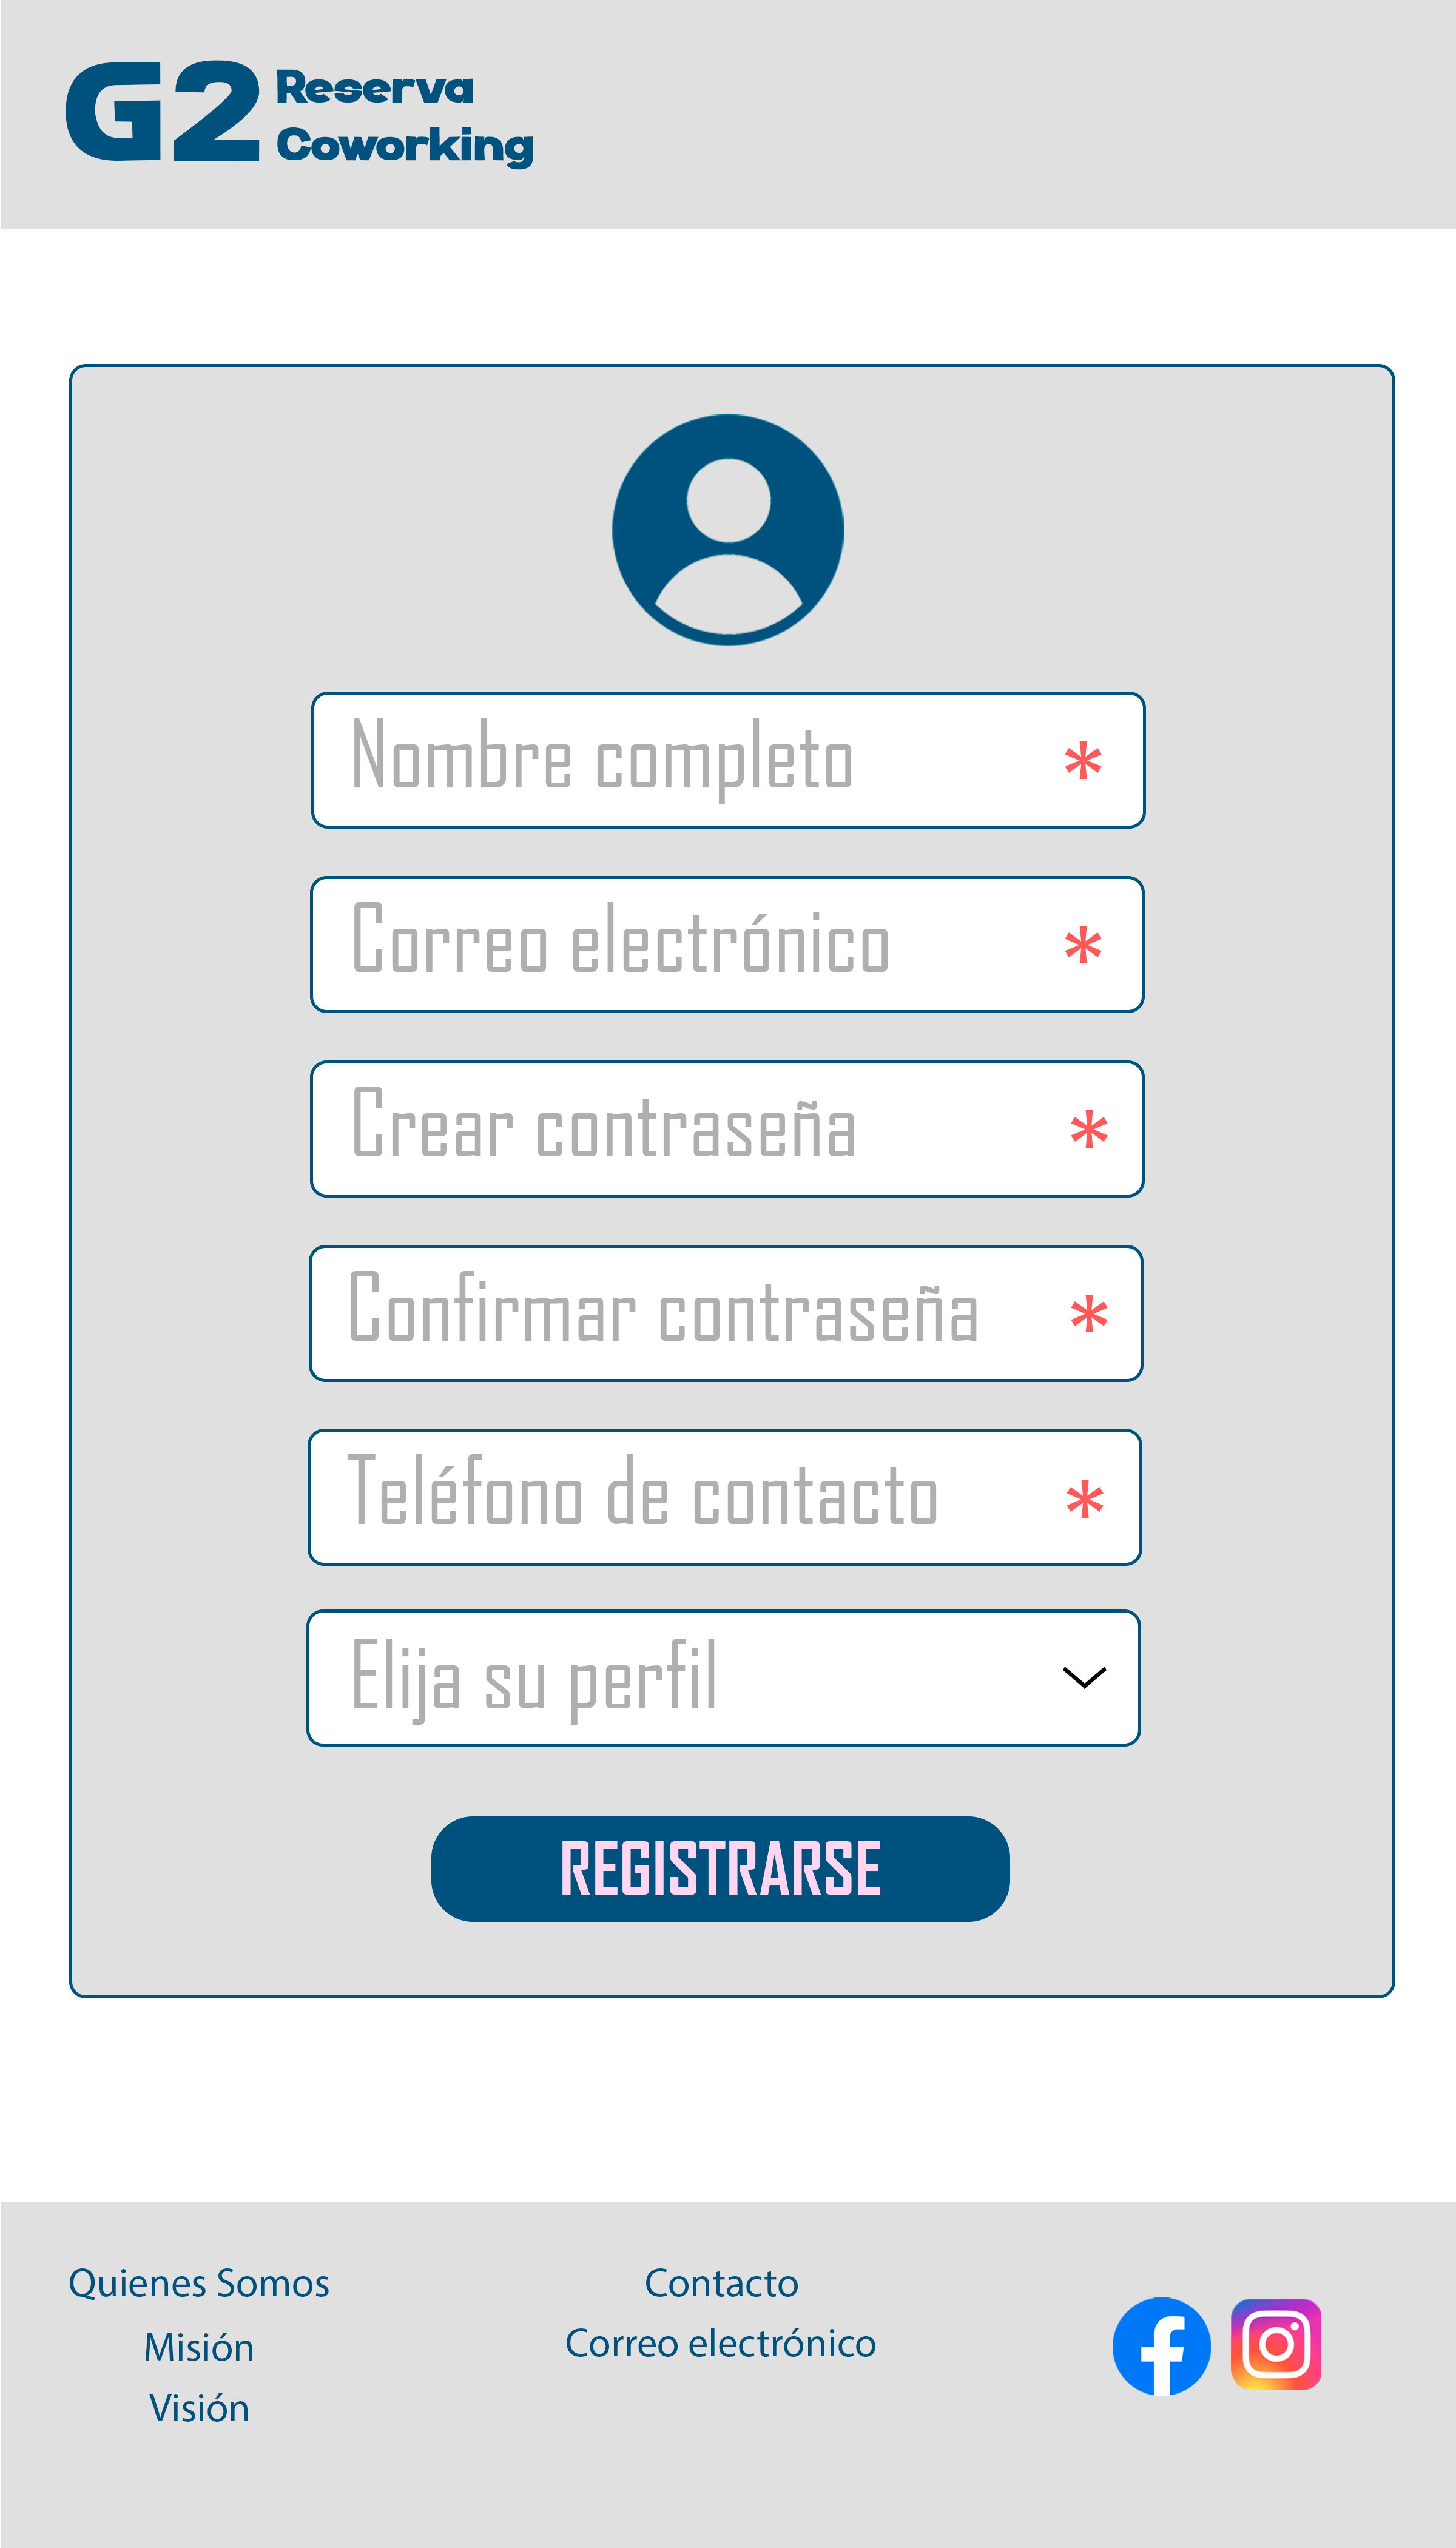 G2 Reserva
Coworking
Nombre completo *
Correo electrónico *
Crear contraseña *
Confirmar contraseña *
Teléfono de contacto *
Elija su perfil
REGISTRARSE
Quienes Somos
Misión
Visión
Contacto
Correo electrónico